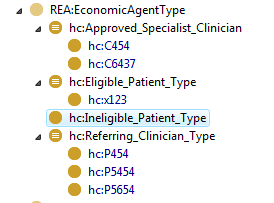 REA:EconomicAgentType
hc:Approved_Specialist_Clinician
hc:C454
hc:C6437
hc:Eligible_Patient_Type
hc:x123
hc:Ineligible_Patient_Type
hc:Referring_Clinician_Type
hc:P454
hc:P5454
hc:P5654